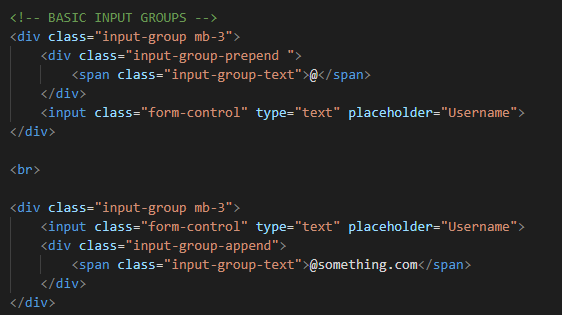 <!-- BASIC INPUT GROUPS -->
<div class="input-group mb-3">
    <div class="input-group-prepend ">
        <span class="input-group-text">@</span>
    </div>
    <input class="form-control" type="text" placeholder="Username">
</div>

<br>

<div class="input-group mb-3">
    <input class="form-control" type="text" placeholder="Username">
    <div class="input-group-append">
        <span class="input-group-text">@something.com</span>
    </div>
</div>